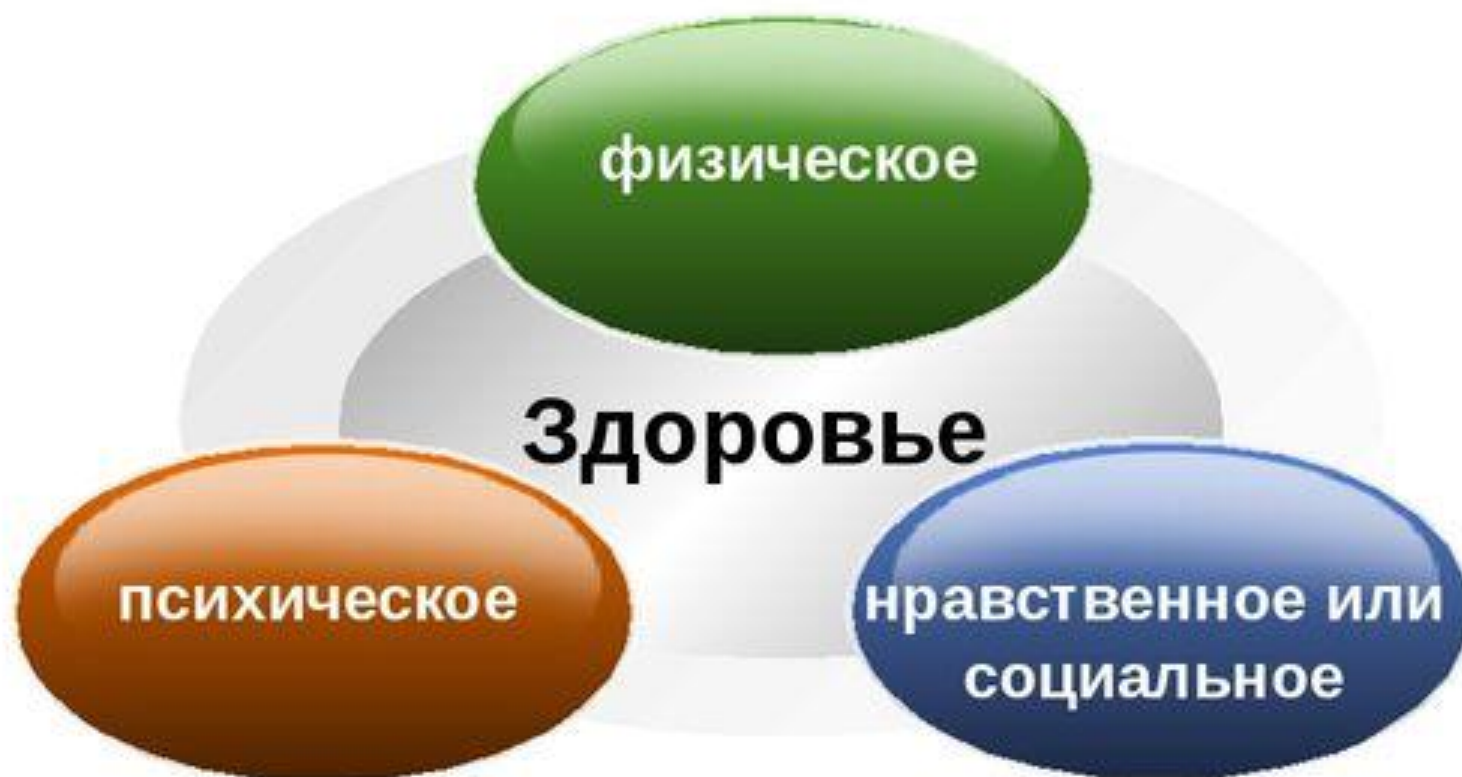 физическое
Здоровье
психическое
нравственное или
социальное